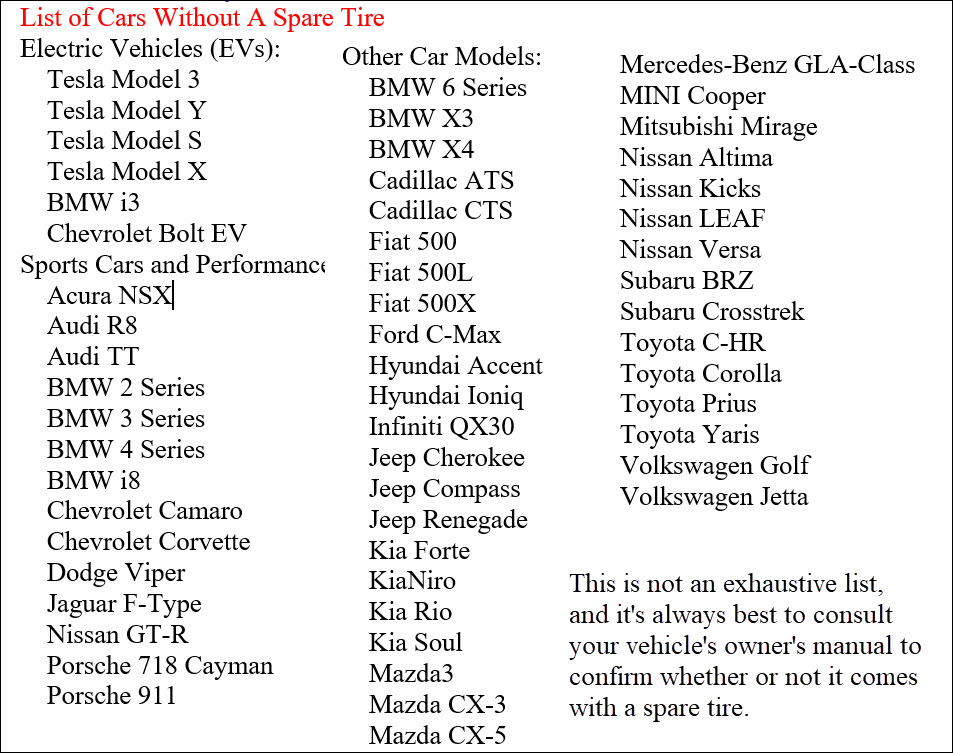 List of Cars Without A Spare Tire
Electric Vehicles (EVs):
Tesla Model 3
Tesla Model Y
Tesla Model S
Tesla Model X
BMW i3
Chevrolet Bolt EV
Sports Cars and Performance
Acura NSX
Audi R8
Audi TT
BMW 2 Series
BMW 3 Series
BMW 4 Series
BMW i8
Chevrolet Camaro
Chevrolet Corvette
Dodge Viper
Jaguar F-Type
Nissan GT-R
Porsche 718 Cayman
Porsche 911
Other Car Models:
BMW 6 Series
BMW X3
BMW X4
Cadillac ATS
Cadillac CTS
Fiat 500
Fiat 500L
Fiat 500X
Ford C-Max
Hyundai Accent
Hyundai Ioniq
Infiniti QX30
Jeep Cherokee
Jeep Compass
Jeep Renegade
Kia Forte
KiaNiro
Kia Rio
Kia Soul
Mazda3
Mazda CX-3
Mazda CX-5
Mercedes-Benz GLA-Class
MINI Cooper
Mitsubishi Mirage
Nissan Altima
Nissan Kicks
Nissan LEAF
Nissan Versa
Subaru BRZ
Subaru Crosstrek
Toyota C-HR
Toyota Corolla
Toyota Prius
Toyota Yaris
Volkswagen Golf
Volkswagen Jetta
This is not an exhaustive list,
and it's always best to consult
your vehicle's owner's manual to
confirm whether or not it comes
with a spare tire.